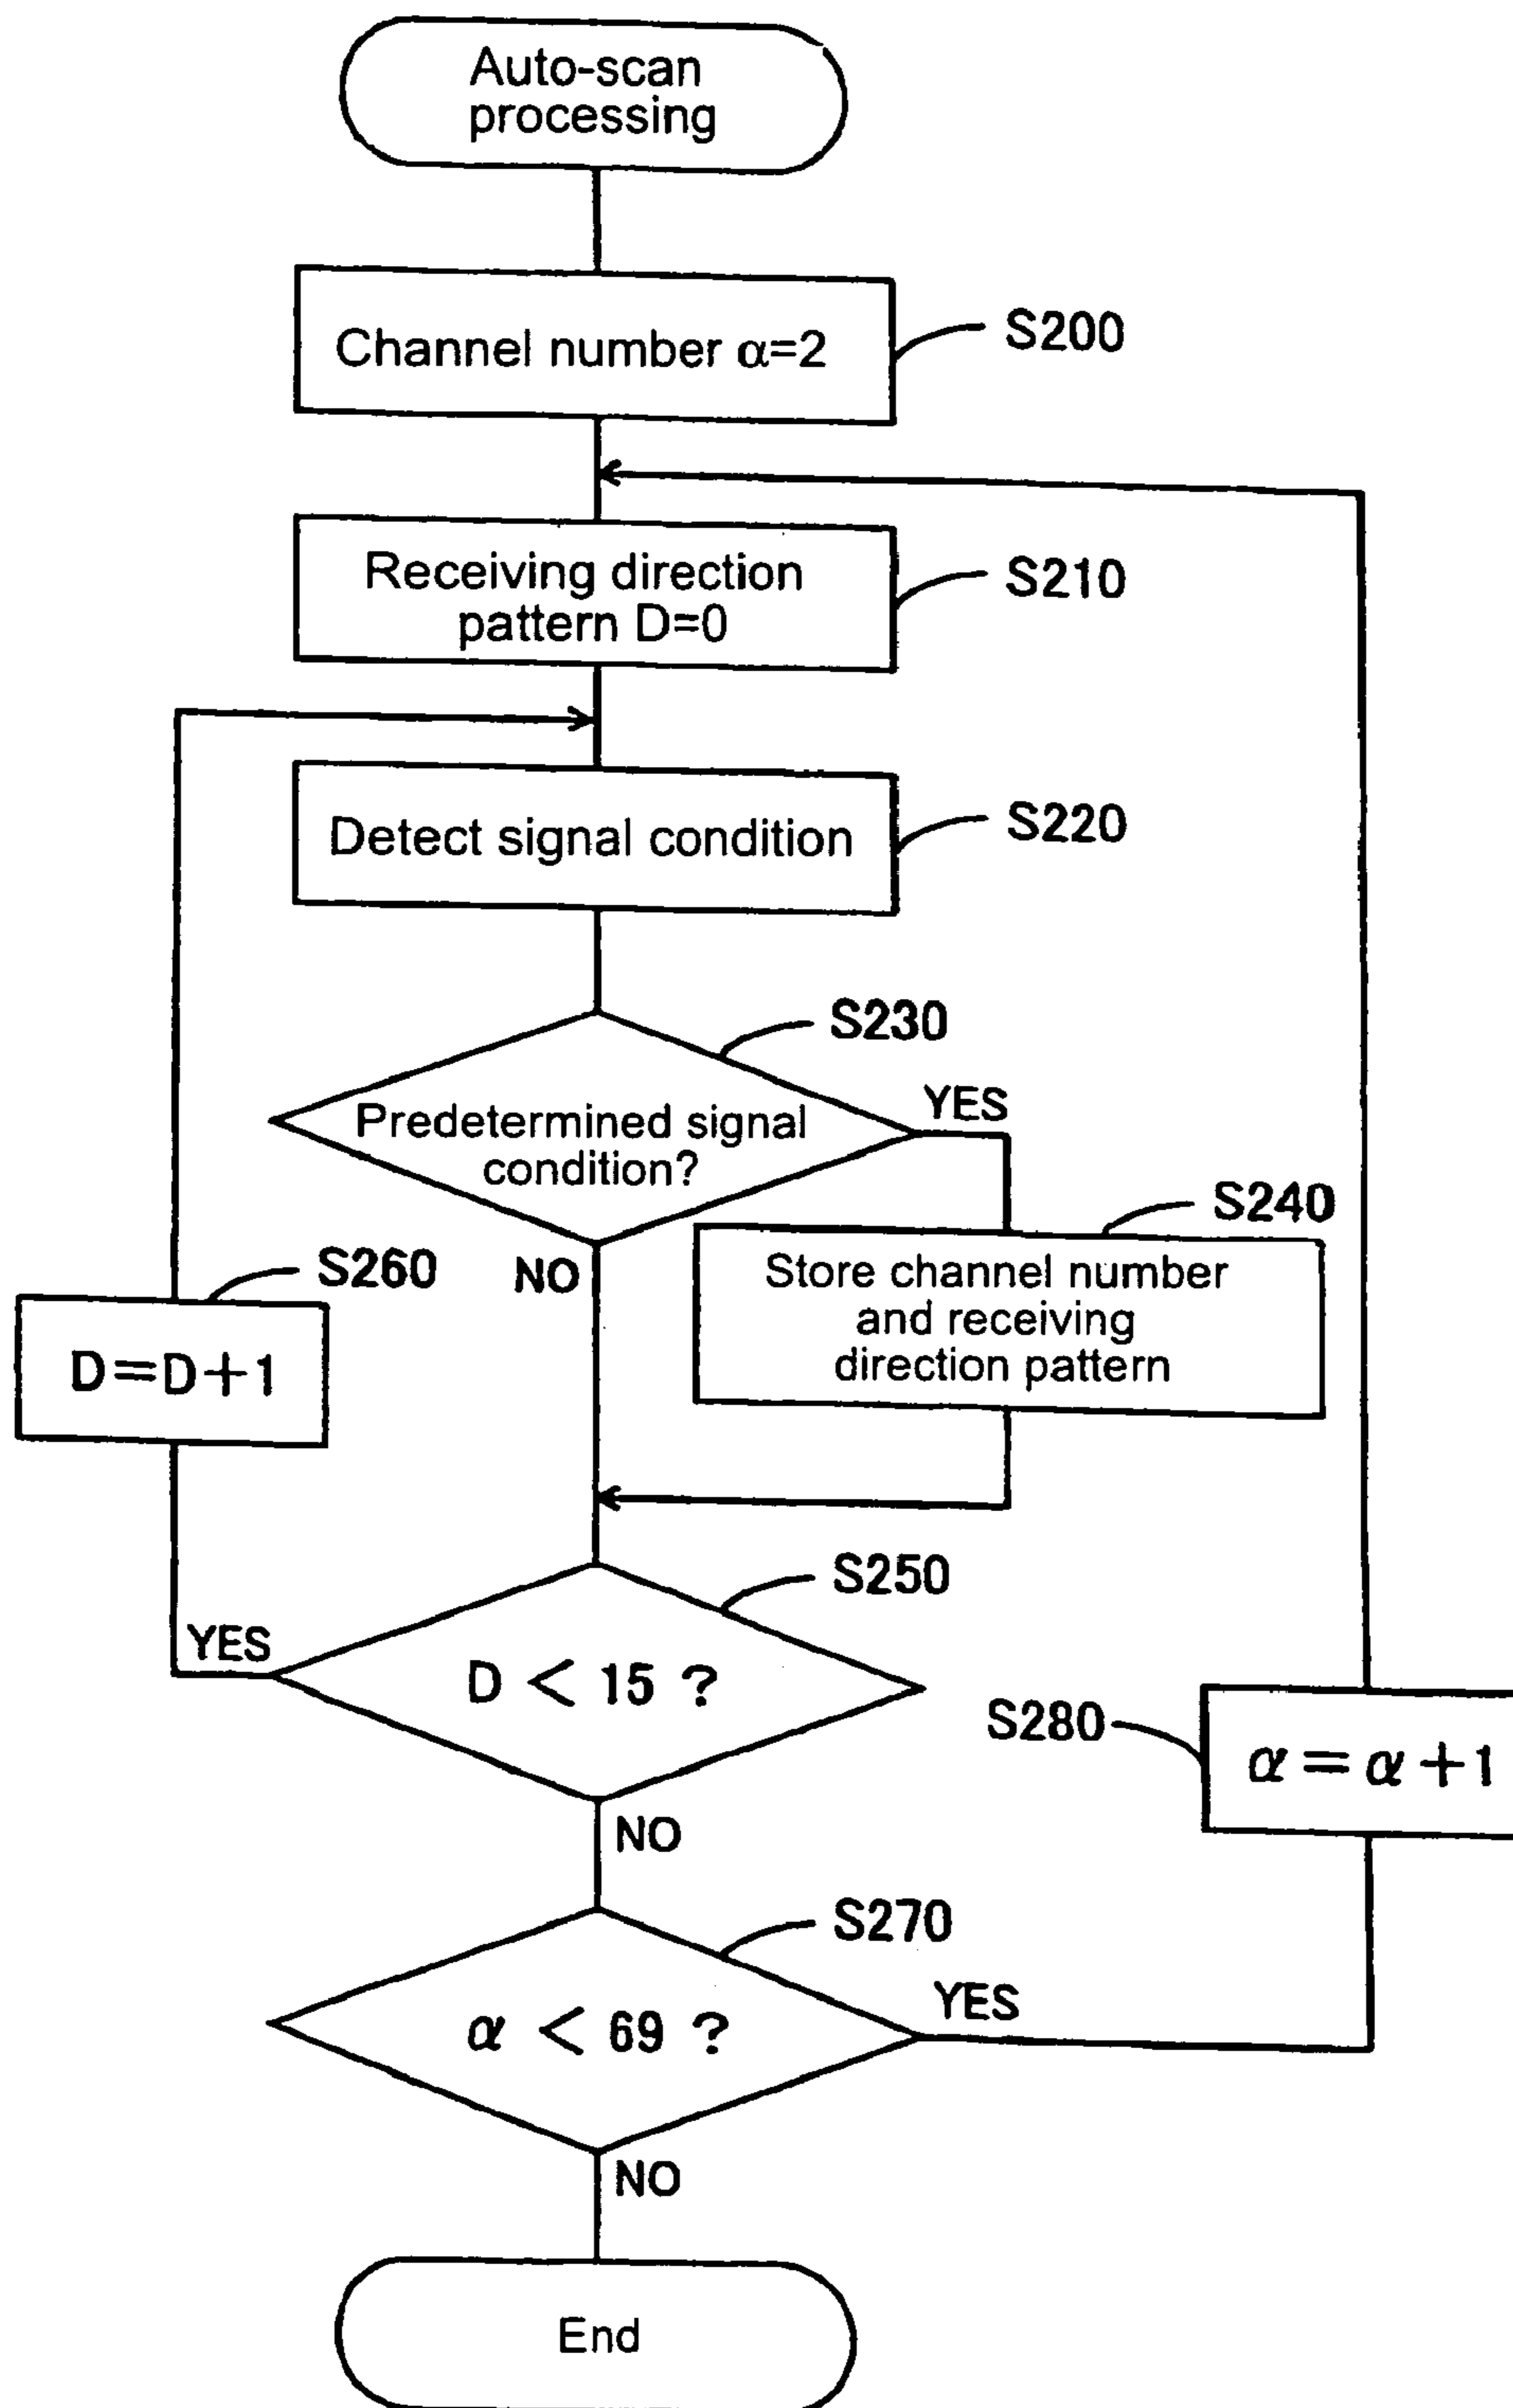 Auto-scan
processing
Channel number α=2
S200
Receiving direction
pattern D=0
S210
Detect signal condition
S220
S230
Predetermined signal
condition?
YES
NO
S240
Store channel number
and receiving
direction pattern
S260
D=D+1
S250
D < 15 ?
YES
NO
S280
α=α+1
S270
α < 69 ?
YES
NO
End